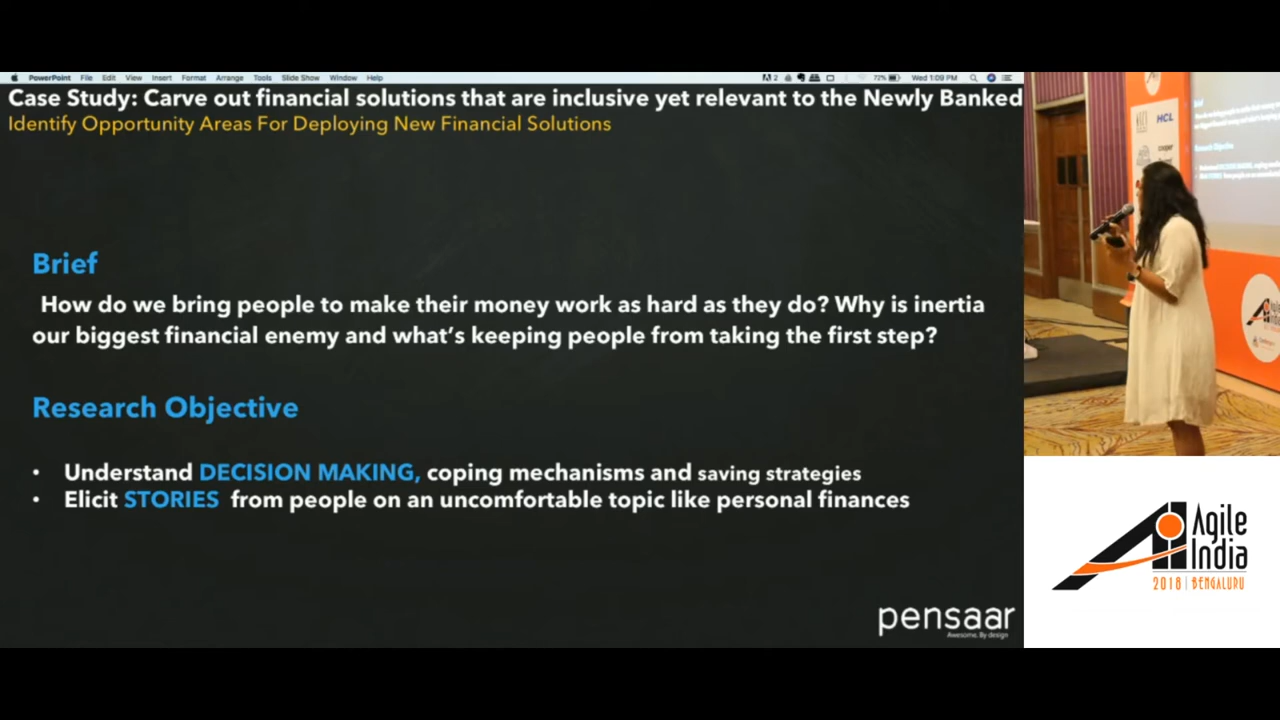 PowerPoint File Edit View Insert Format Arrange Tools Slide Show Window Help 72% Wed 1:09 PM
Case Study: Carve out financial solutions that are inclusive yet relevant to the Newly Banked
Identify Opportunity Areas For Deploying New Financial Solutions
Brief
How do we bring people to make their money work as hard as they do? Why is inertia
our biggest financial enemy and what's keeping people from taking the first step?
Research Objective
• Understand DECISION MAKING, coping mechanisms and saving strategies
• Elicit STORIES from people on an uncomfortable topic like personal finances
pensaar
Awesome, By design
HCL
Research Objective
Agile
India
2018 | BENGALURU